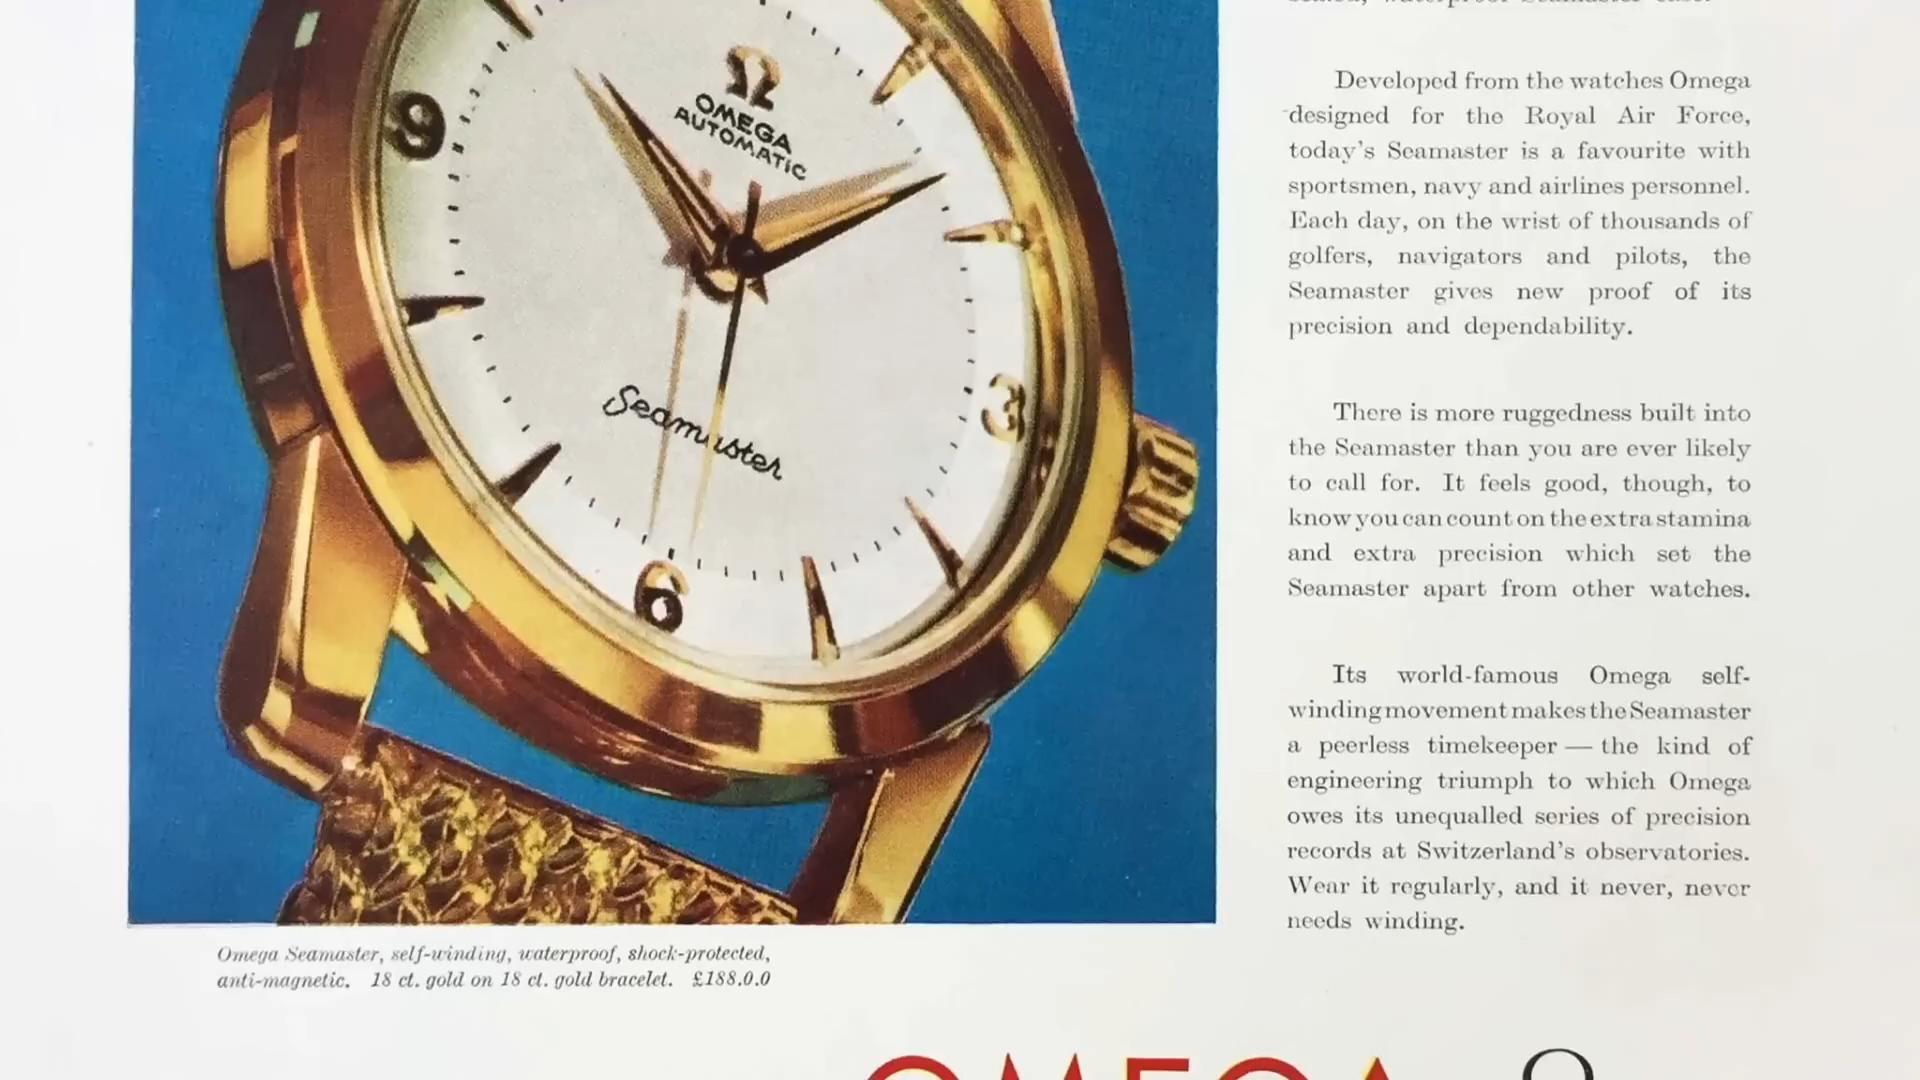 9
OMEGA
AUTOMATIC
3
Seamaster
6
Omega Seamaster, self-winding, waterproof, shock-protected,
anti-magnetic. 18 ct. gold on 18 ct. gold bracelet. £188.0.0
Developed from the watches Omega
designed for the Royal Air Force,
today's Seamaster is a favourite with
sportsmen, navy and airlines personnel.
Each day, on the wrist of thousands of
golfers, navigators and pilots, the
Seamaster gives new proof of its
precision and dependability.
There is more ruggedness built into
the Seamaster than you are ever likely
to call for. It feels good, though, to
know you can count on the extra stamina
and extra precision which set the
Seamaster apart from other watches.
Its world-famous Omega self-
winding movement makes the Seamaster
a peerless timekeeper — the kind of
engineering triumph to which Omega
owes its unequalled series of precision
records at Switzerland's observatories.
Wear it regularly, and it never, never
needs winding.
OMEGA